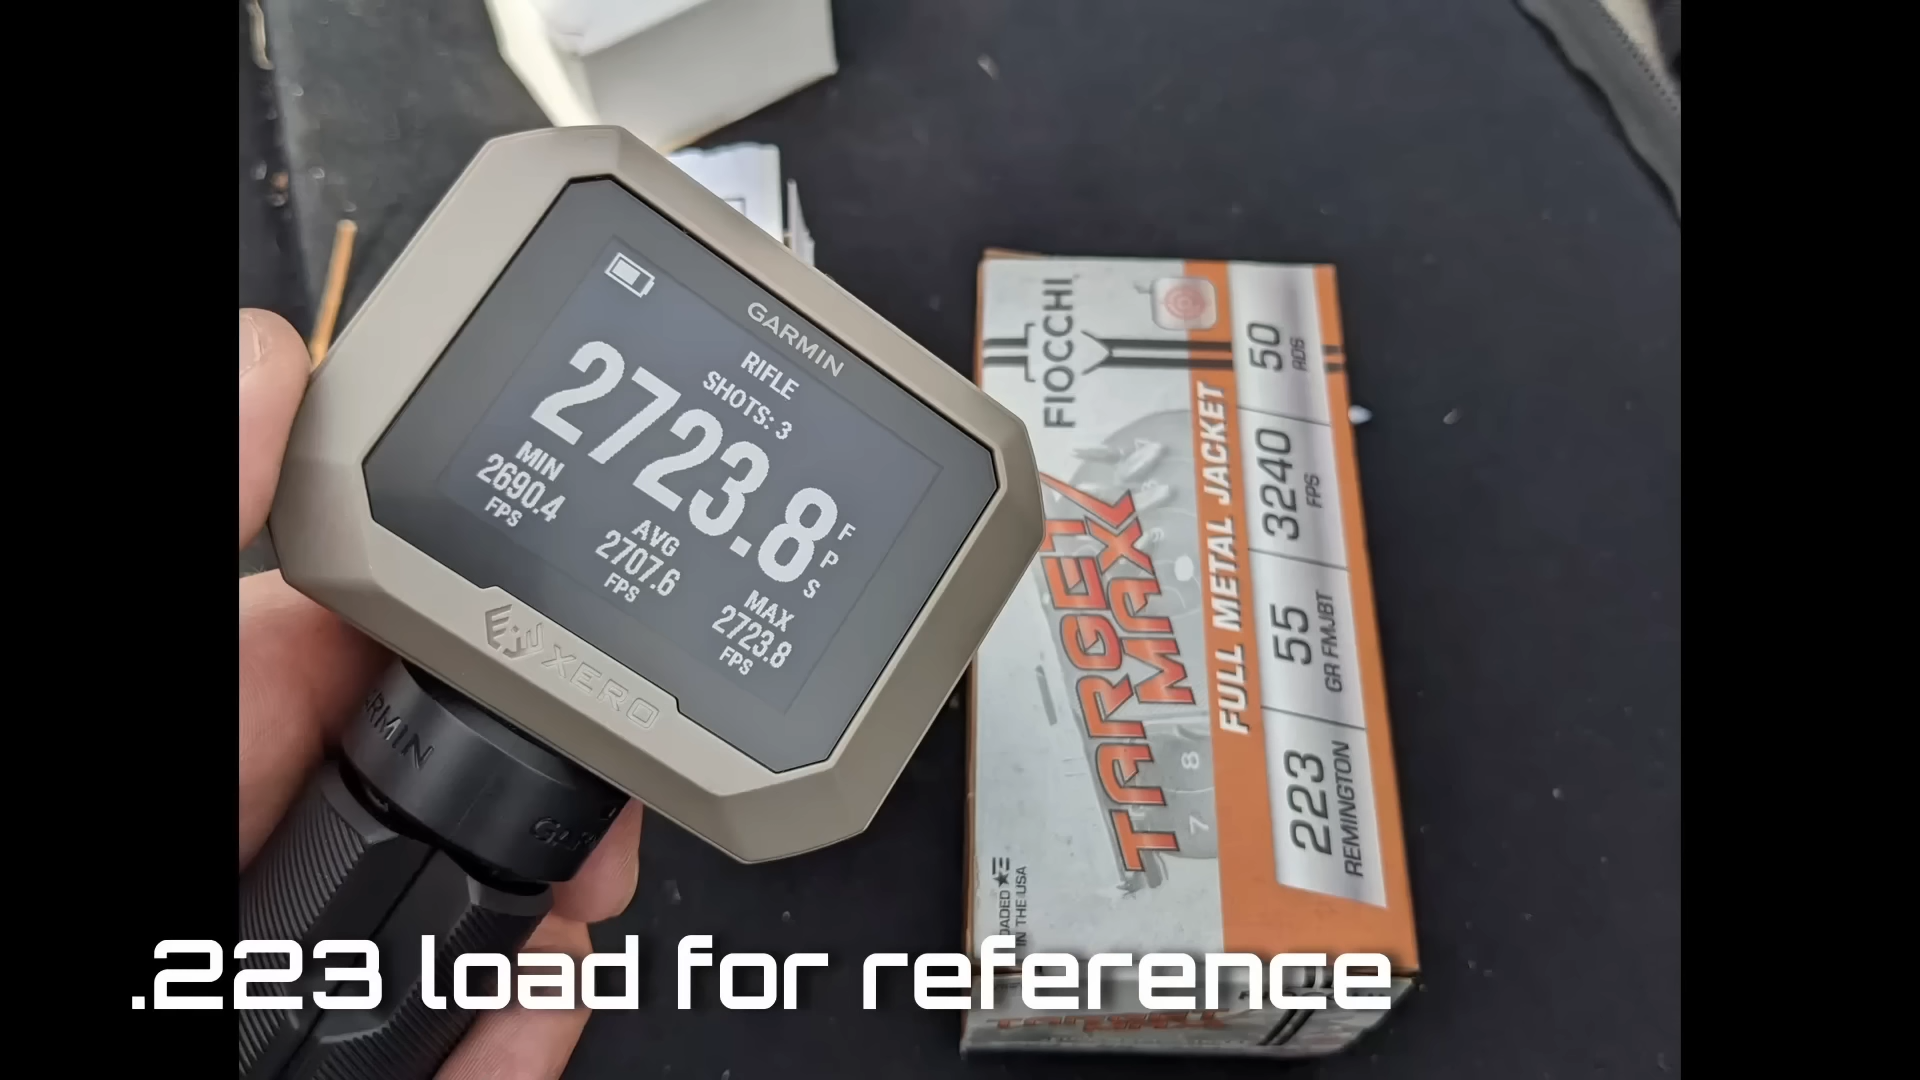 GARMIN
RIFLE
SHOTS: 3
2723.8 FPS
MIN
2690.4
FPS
AVG
2707.6
FPS
MAX
2723.8
FPS
XERO
GARMIN
FIOCCHI
TARGET
MAX
7 8
FULL METAL JACKET
223
REMINGTON
55
GR FMJBT
3240
FPS
50
RDS
IN THE USA
.223 load for reference